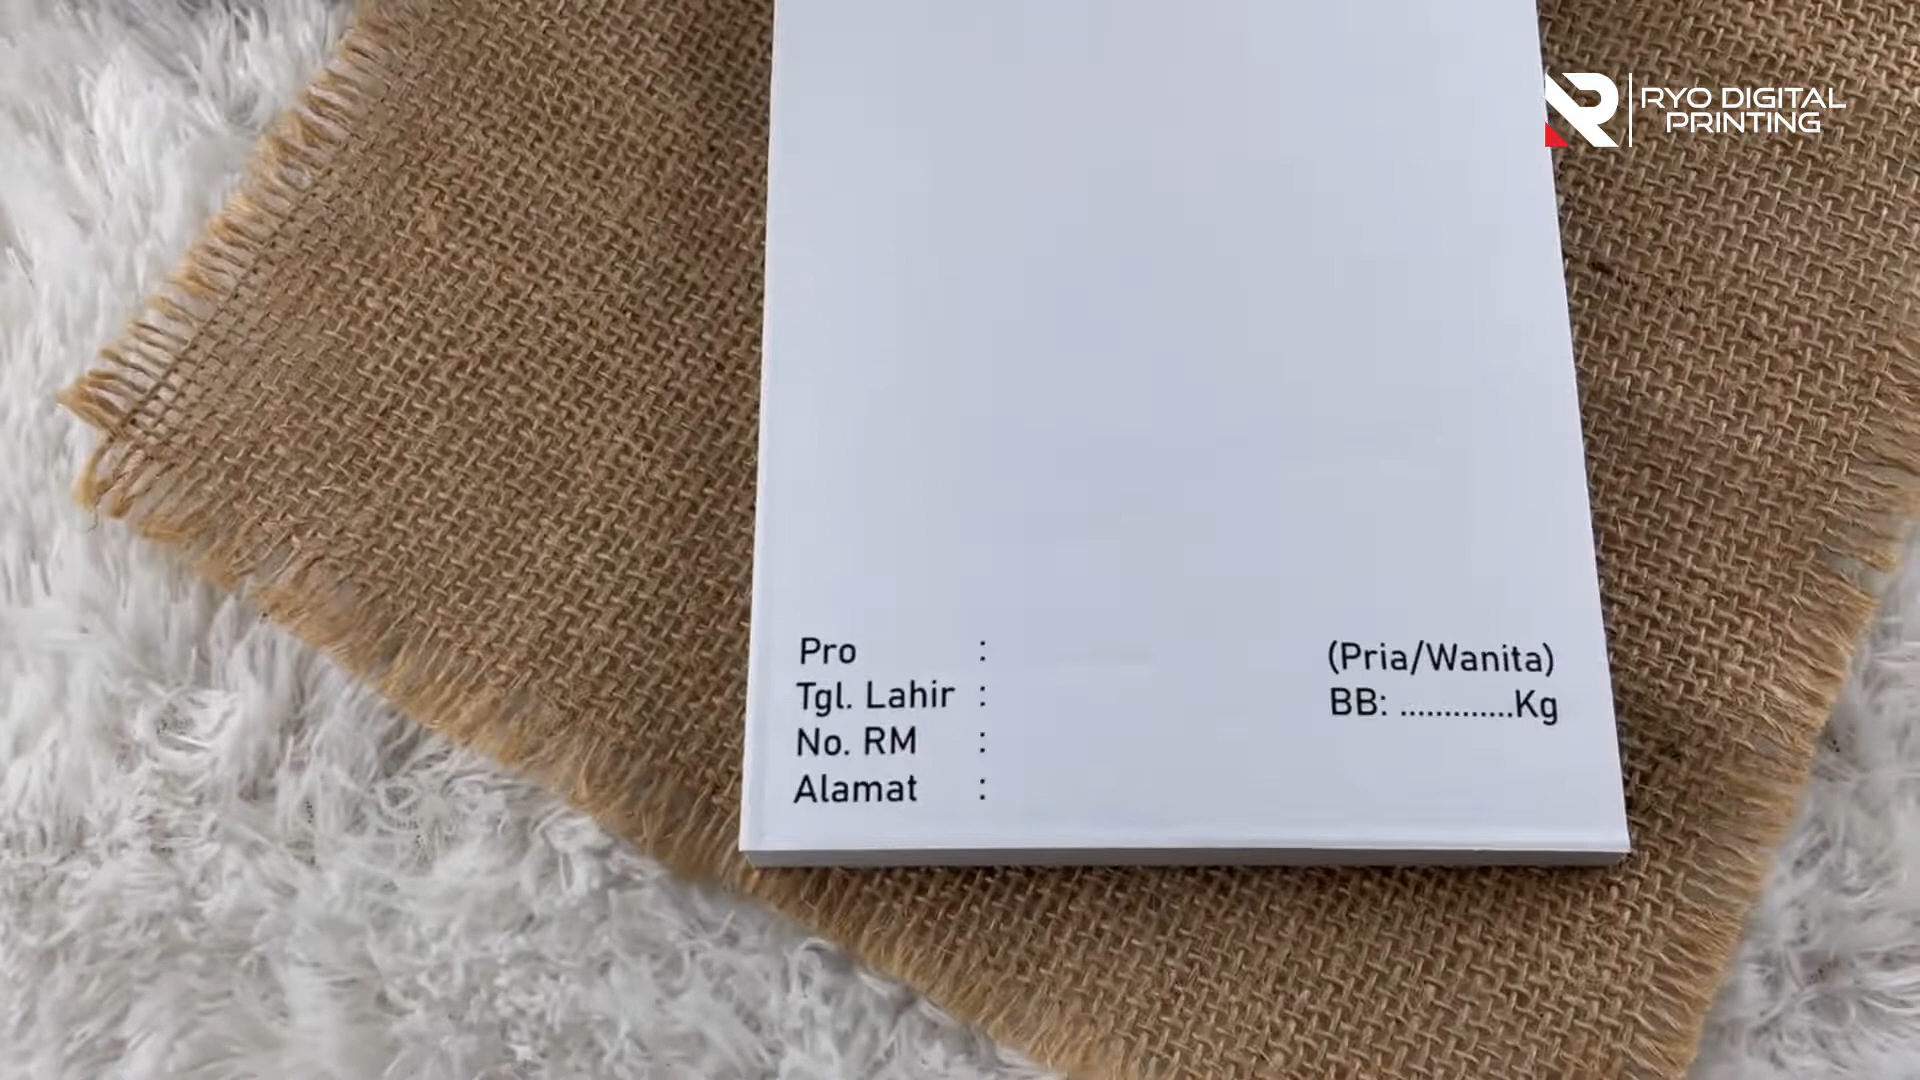 RYO DIGITAL
PRINTING
Pro : (Pria/Wanita)
Tgl. Lahir : BB: .............Kg
No. RM :
Alamat :